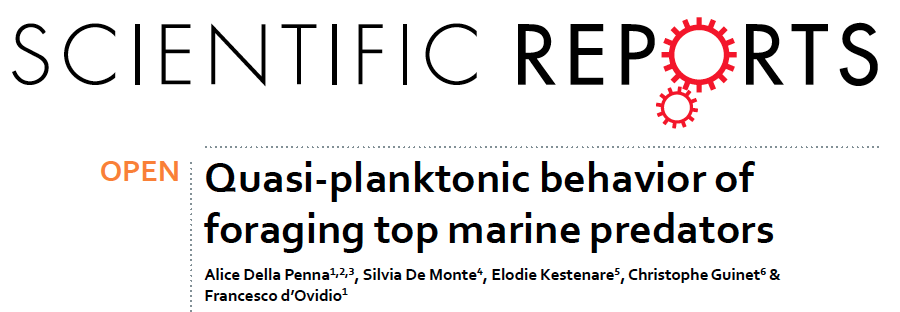 SCIENTIFIC REPORTS
OPEN
Quasi-planktonic behavior of
foraging top marine predators
Alice Della Penna1,2,3, Silvia De Monte4, Elodie Kestenare5, Christophe Guinet6 &
Francesco d'Ovidio1